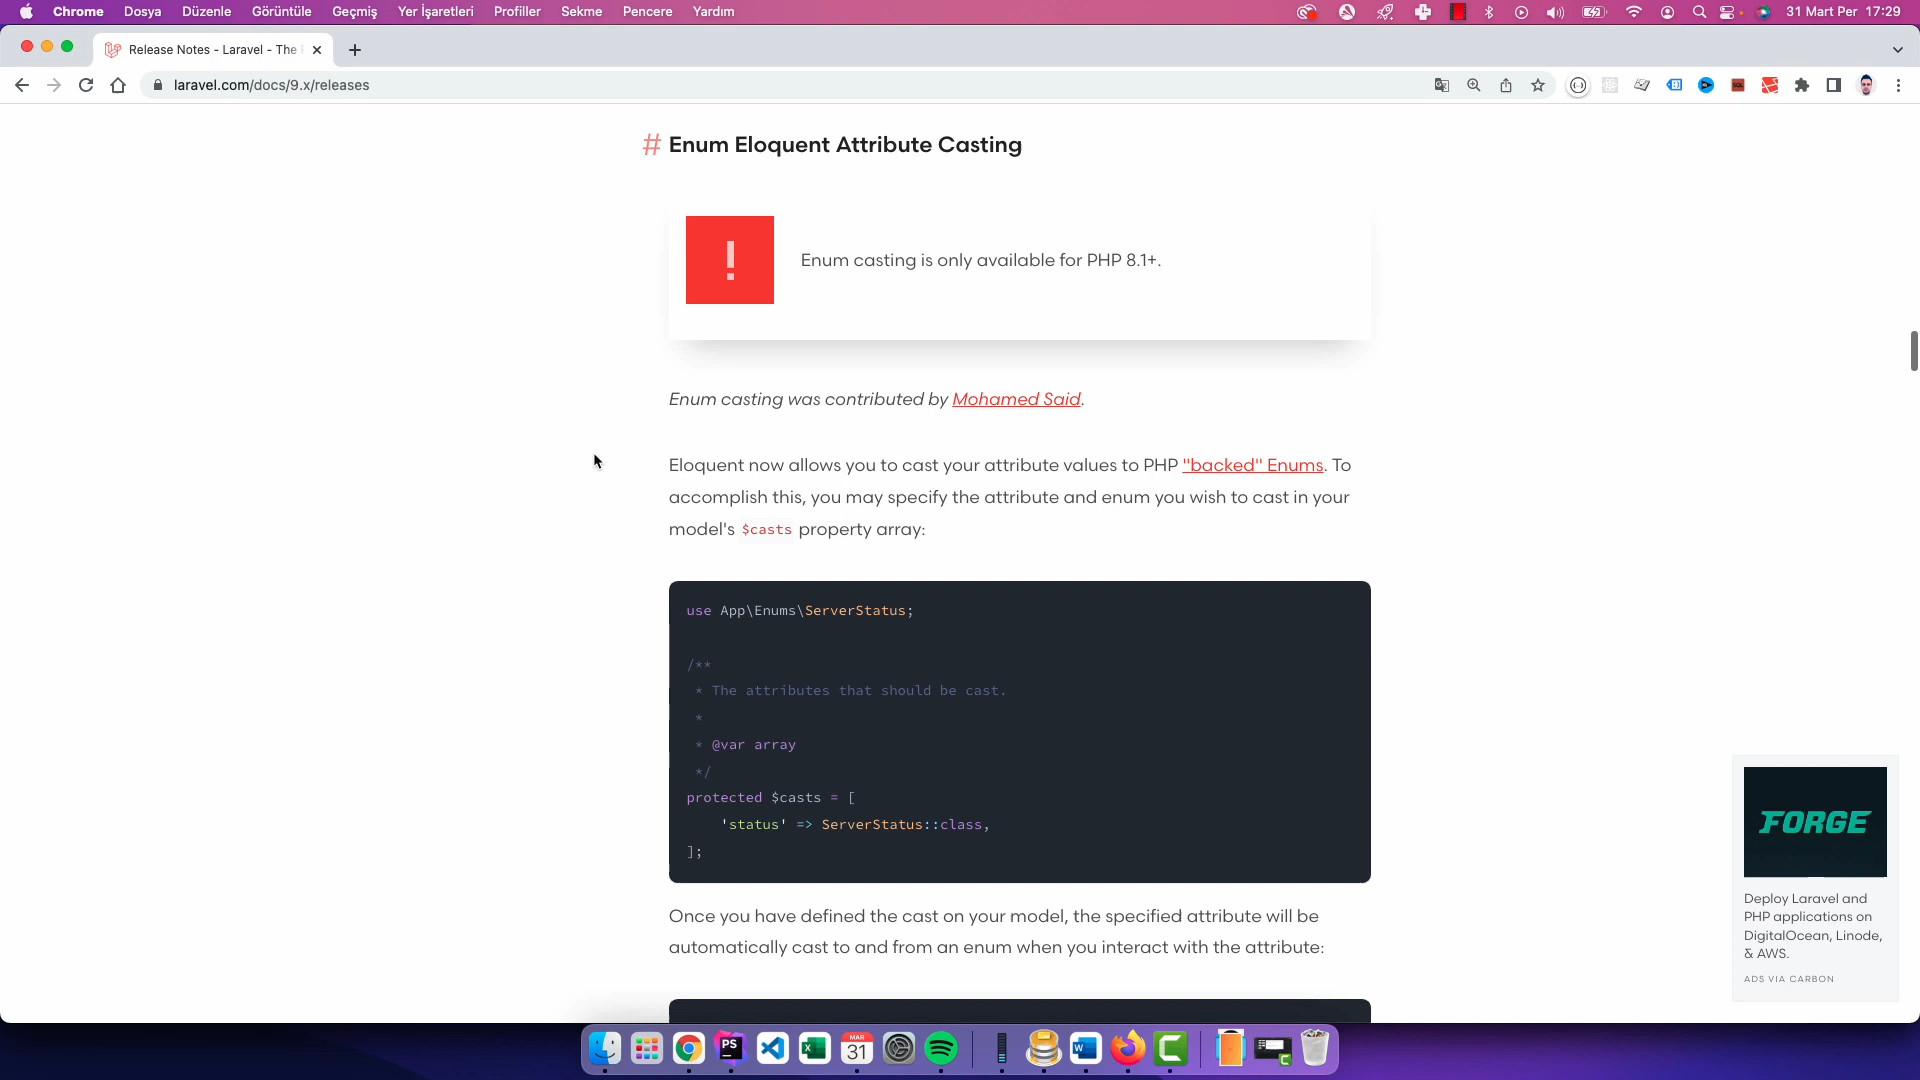 Chrome Dosya Düzenle Görüntüle Geçmiş Yer İşaretleri Profiller Sekme Pencere Yardım
31 Mart Per 17:29
Release Notes - Laravel - The
laravel.com/docs/9.x/releases
# Enum Eloquent Attribute Casting
!
Enum casting is only available for PHP 8.1+.
Enum casting was contributed by Mohamed Said.
Eloquent now allows you to cast your attribute values to PHP "backed" Enums. To
accomplish this, you may specify the attribute and enum you wish to cast in your
model's $casts property array:
use App\Enums\ServerStatus;
/**
* The attributes that should be cast.
*
* @var array
*/
protected $casts = [
'status' => ServerStatus::class,
];
Once you have defined the cast on your model, the specified attribute will be
automatically cast to and from an enum when you interact with the attribute:
FORGE
Deploy Laravel and
PHP applications on
DigitalOcean, Linode,
& AWS.
ADS VIA CARBON
PS
MAR
31
W
C